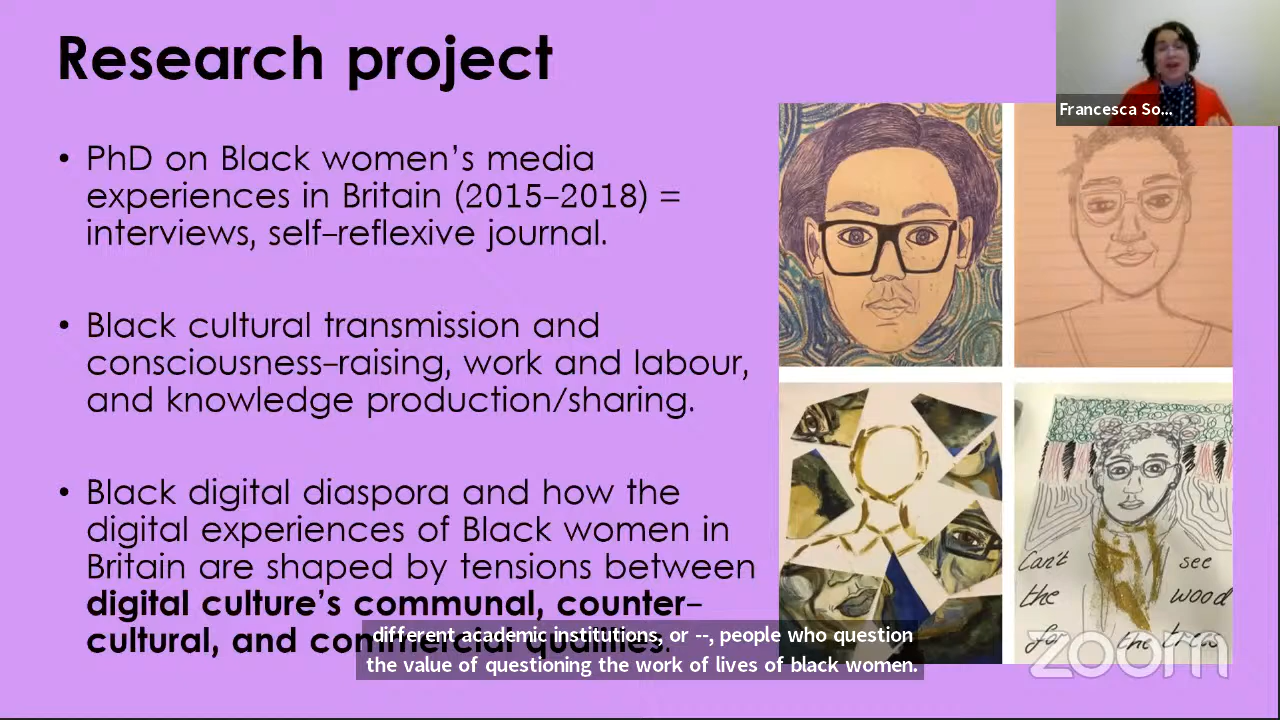 Research project
Francesca So...
• PhD on Black women's media
experiences in Britain (2015-2018) =
interviews, self-reflexive journal.
• Black cultural transmission and
consciousness-raising, work and labour,
and knowledge production/sharing.
• Black digital diaspora and how the
digital experiences of Black women in
Britain are shaped by tensions between
digital culture's communal, counter-
cultural, and commercial qualities.
Can't see
the wood
for the trees
different academic institutions, or --, people who question
the value of questioning the work of lives of black women.
zoom